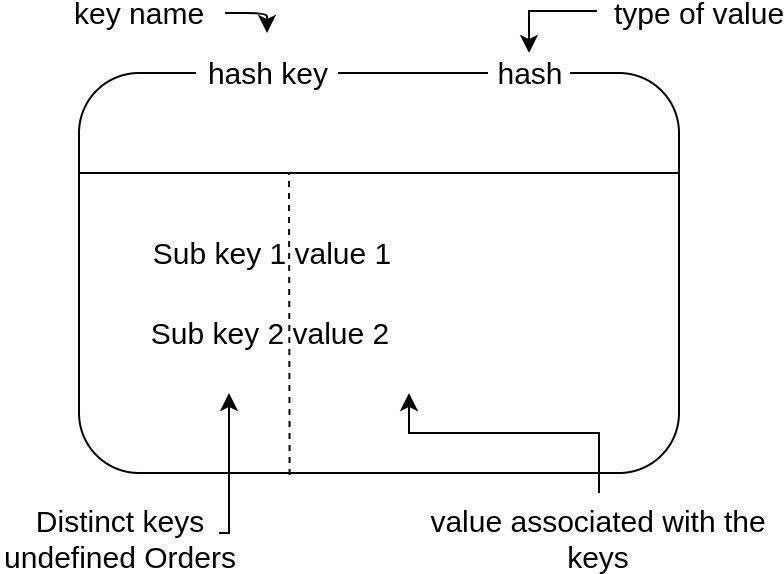 key name
type of value
hash key
hash
Sub key 1 value 1
Sub key 2 value 2
Distinct keys
undefined Orders
value associated with the
keys